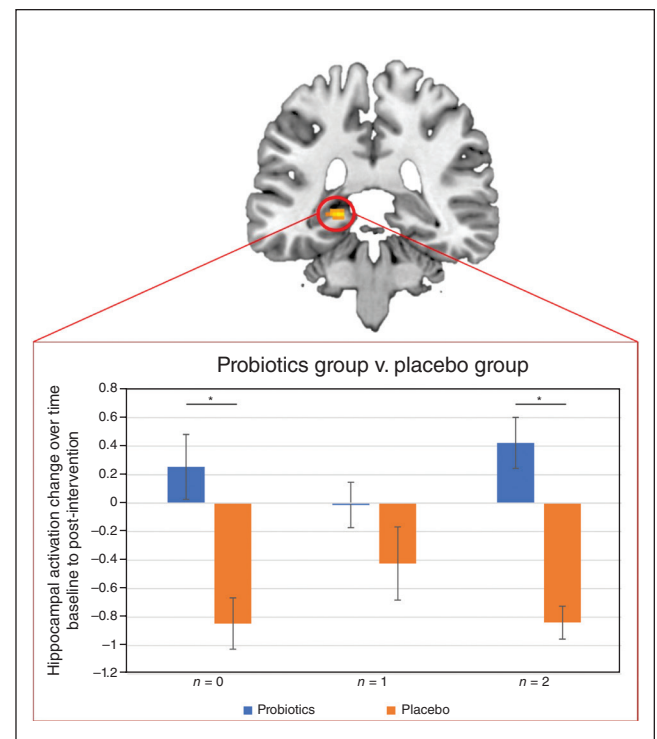 Probiotics group v. placebo group
Hippocampal activation change over time
baseline to post-intervention
0.8
0.6
0.4
0.2
0
–0.2
–0.4
–0.6
–0.8
–1
–1.2
*
*
n = 0
n = 1
n = 2
Probiotics
Placebo